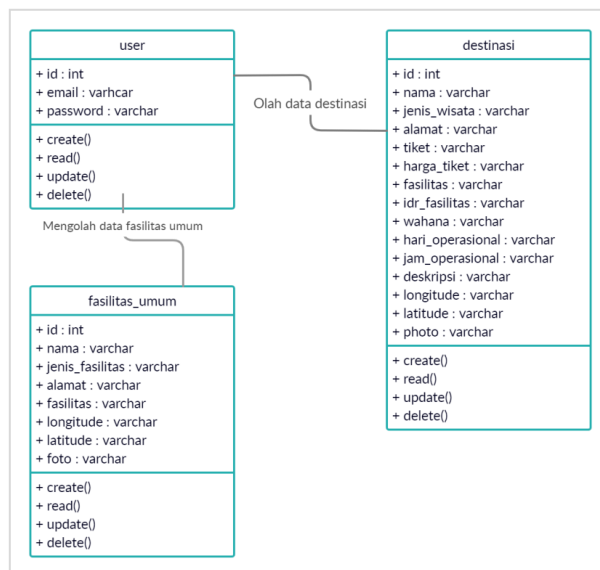 user
+ id : int
+ email : varhcar
+ password : varchar
+ create()
+ read()
+ update()
+ delete()
Olah data destinasi
destinasi
+ id : int
+ nama : varchar
+ jenis_wisata : varchar
+ alamat : varchar
+ tiket : varchar
+ harga_tiket : varchar
+ fasilitas : varchar
+ idr_fasilitas : varchar
+ wahana : varchar
+ hari_operasional : varchar
+ jam_operasional : varchar
+ deskripsi : varchar
+ longitude : varchar
+ latitude : varchar
+ photo : varchar
+ create()
+ read()
+ update()
+ delete()
Mengolah data fasilitas umum
fasilitas_umum
+ id : int
+ nama : varchar
+ jenis_fasilitas : varchar
+ alamat : varchar
+ fasilitas : varchar
+ longitude : varchar
+ latitude : varchar
+ foto : varchar
+ create()
+ read()
+ update()
+ delete()